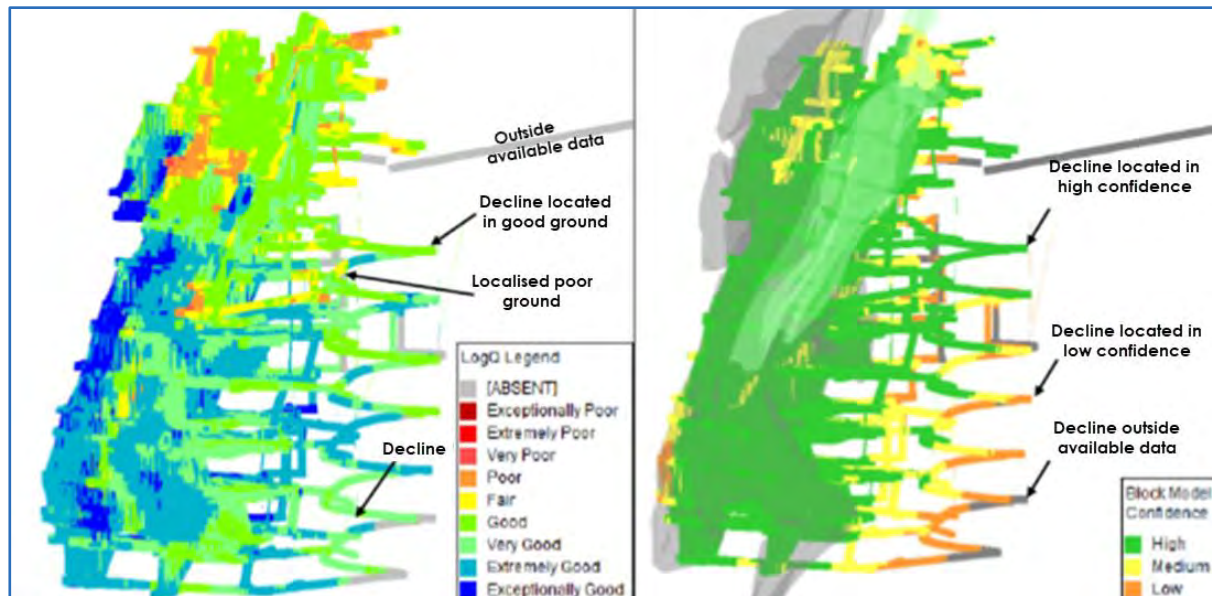 Outside
available data
Decline located
in good ground
Localised poor
ground
Decline
LogQ Legend
[ABSENT]
Exceptionally Poor
Extremely Poor
Very Poor
Poor
Fair
Good
Very Good
Extremely Good
Exceptionally Good
Decline located in
high confidence
Decline located in
low confidence
Decline outside
available data
Block Model
Confidence
High
Medium
Low